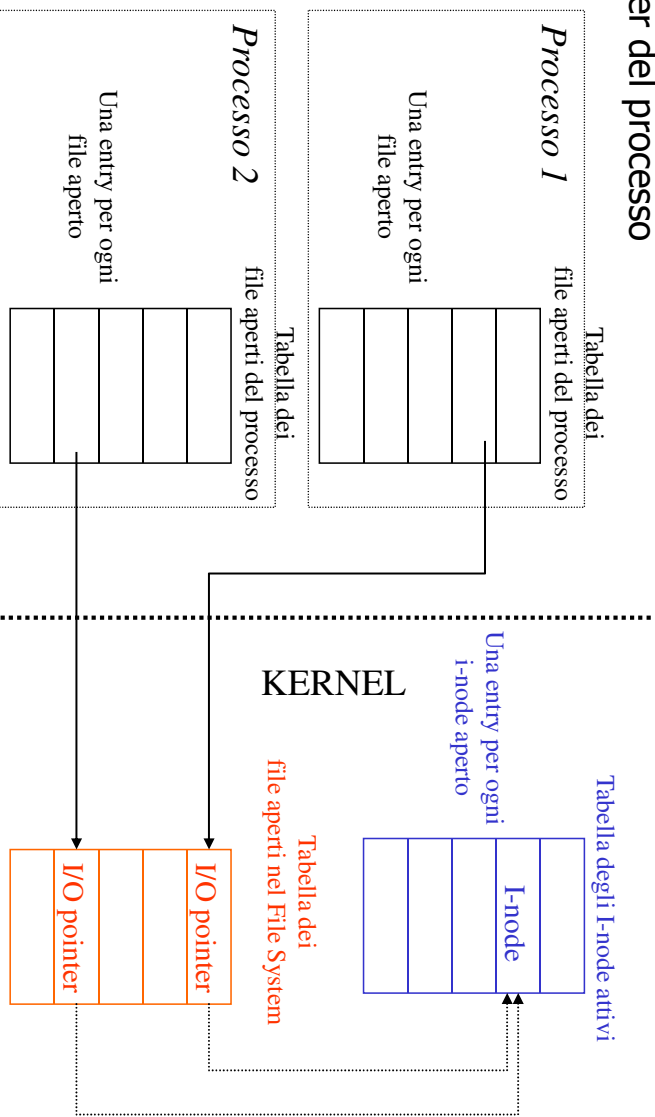 er del processo
Processo 1
Tabella dei
file aperti del processo
Una entry per ogni
file aperto
Processo 2
Tabella dei
file aperti del processo
Una entry per ogni
file aperto
KERNEL
Tabella degli I-node attivi
Una entry per ogni
i-node aperto
I-node
Tabella dei
file aperti nel File System
I/O pointer
I/O pointer